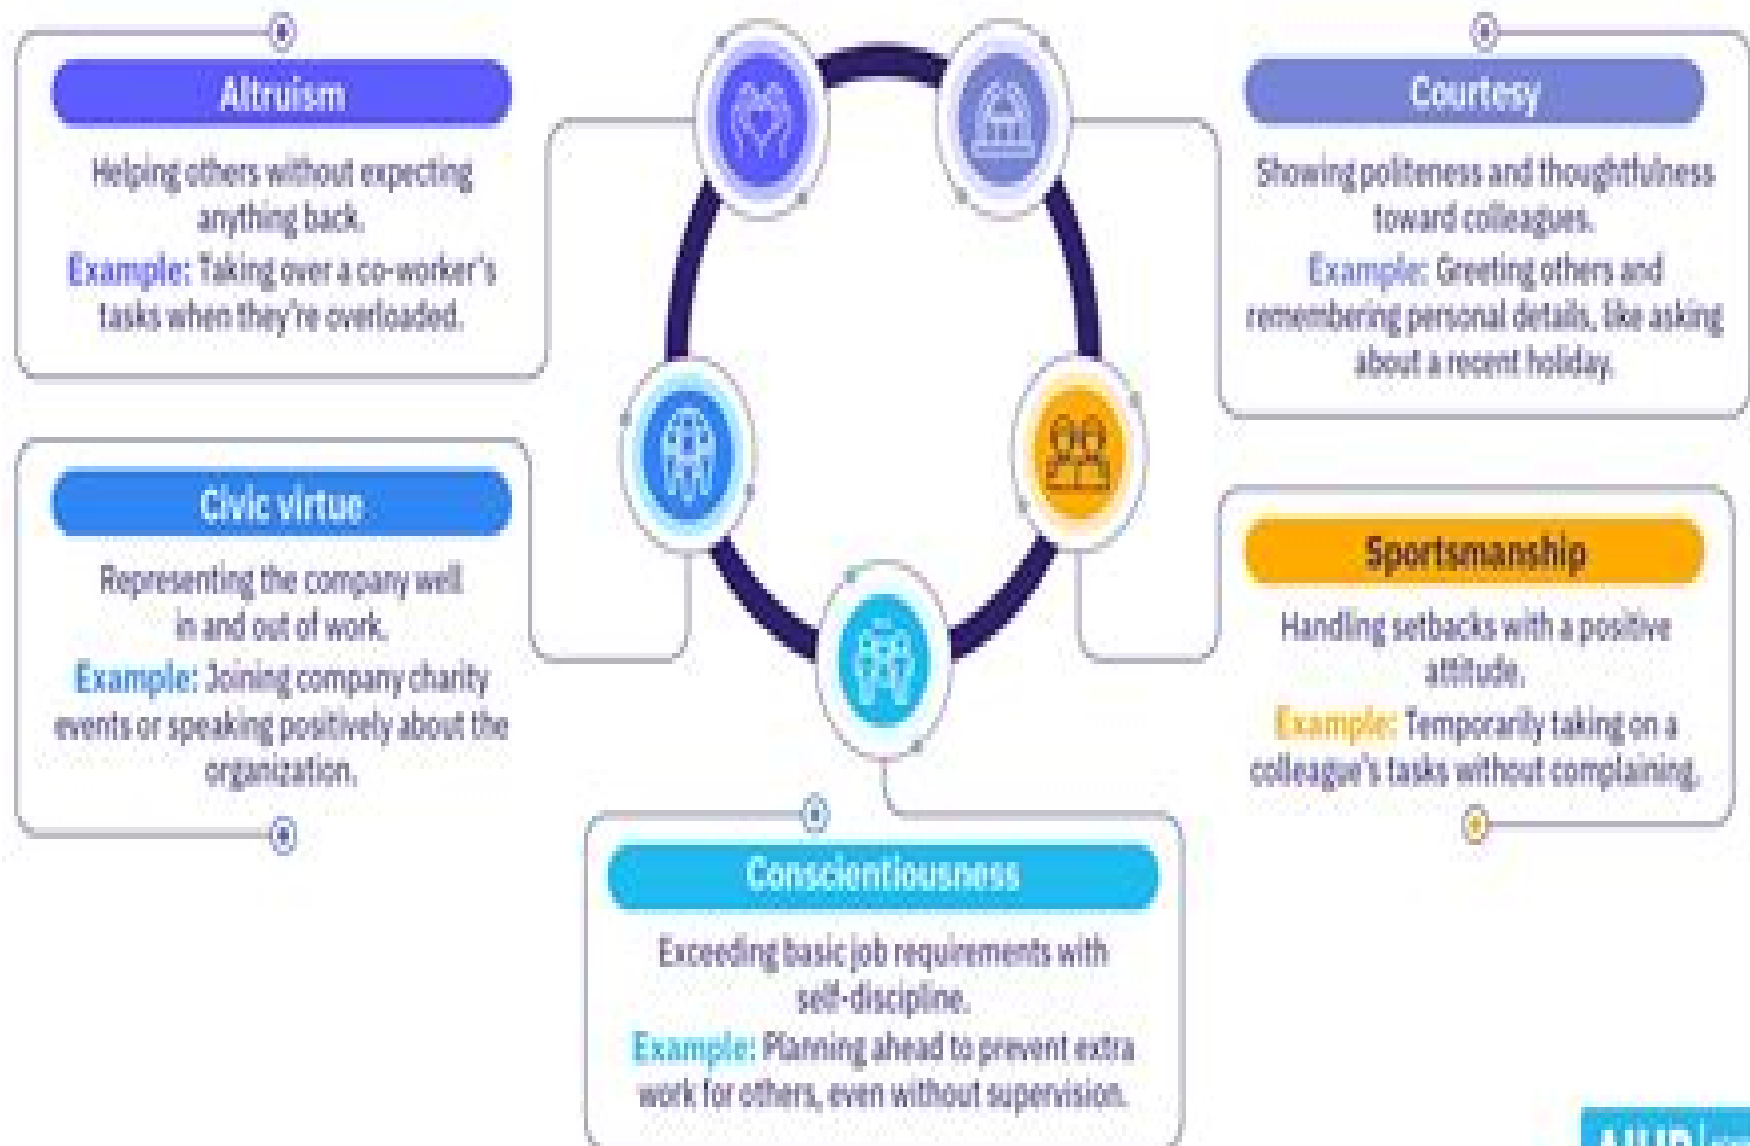 Altruism
Helping others without expecting
anything back.
Example: Taking over a co-worker's
tasks when they're overloaded.
Courtesy
Showing politeness and thoughtfulness
toward colleagues.
Example: Greeting others and
remembering personal details, like asking
about a recent holiday.
Civic virtue
Representing the company well
in and out of work.
Example: Joining company charity
events or speaking positively about the
organization.
Sportsmanship
Handling setbacks with a positive
attitude.
Example: Temporarily taking on a
colleague's tasks without complaining.
Conscientiousness
Exceeding basic job requirements with
self-discipline.
Example: Planning ahead to prevent extra
work for others, even without supervision.